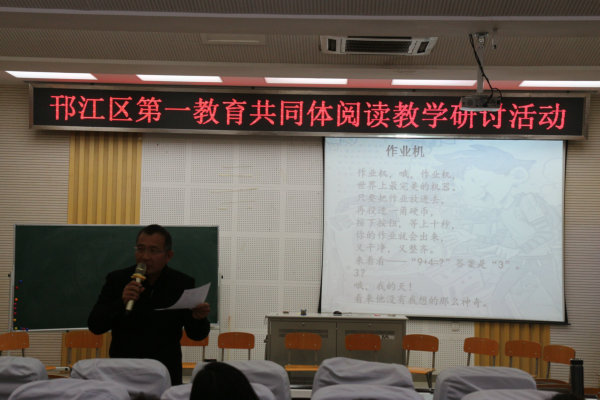 邗江区第一教育共同体阅读教学研讨活动
作业机
作业机，哦，作业机，
世界上最完美的机器，
只要把作业放进去，
再投进一角硬币，
按下按钮，等上十秒，
你的作业就会出来，
又干净，又整齐。
来看看——“9+4=?”答案是“3”。
3?
哦，我的天！
看来他没有我想的那么神奇。